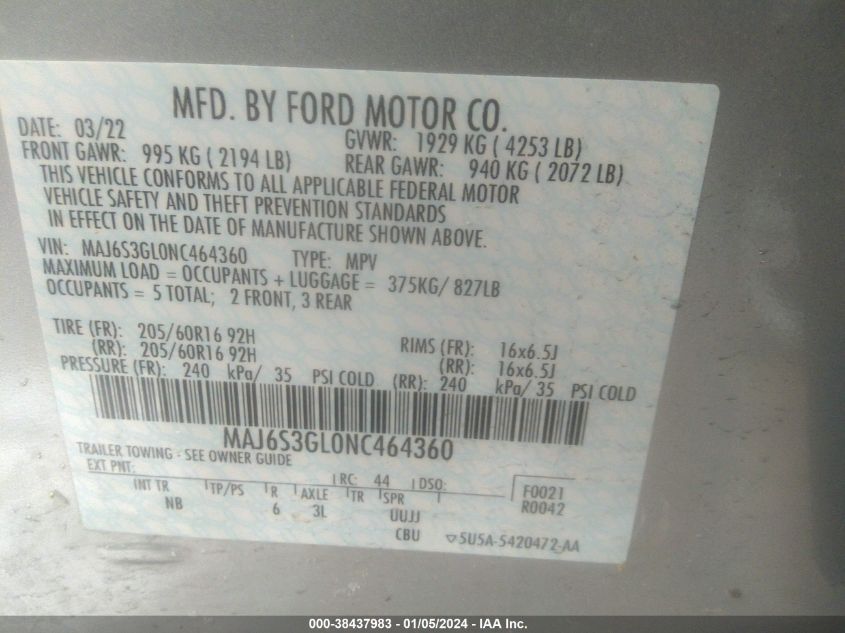 MFD. BY FORD MOTOR CO.
DATE: 03/22 GVWR: 1929 KG ( 4253 LB)
FRONT GAWR: 995 KG ( 2194 LB) REAR GAWR: 940 KG ( 2072 LB)
THIS VEHICLE CONFORMS TO ALL APPLICABLE FEDERAL MOTOR
VEHICLE SAFETY AND THEFT PREVENTION STANDARDS
IN EFFECT ON THE DATE OF MANUFACTURE SHOWN ABOVE.
VIN: MAJ6S3GL0NC464360 TYPE: MPV
MAXIMUM LOAD = OCCUPANTS + LUGGAGE = 375KG/ 827LB
OCCUPANTS = 5 TOTAL; 2 FRONT, 3 REAR
TIRE (FR): 205/60R16 92H RIMS (FR): 16x6.5J
(RR): 205/60R16 92H (RR): 16x6.5J
PRESSURE (FR): 240 kPa/ 35 PSI COLD (RR): 240 kPa/ 35 PSI COLD
MAJ6S3GL0NC464360
TRAILER TOWING - SEE OWNER GUIDE
EXT PNT: RC: 44 DSO: F0021
INT TR TP/PS R AXLE TR SPR R0042
NB 6 3L UUJJ
CBU 5U5A-5420472-AA
000-38437983 - 01/05/2024 - IAA Inc.